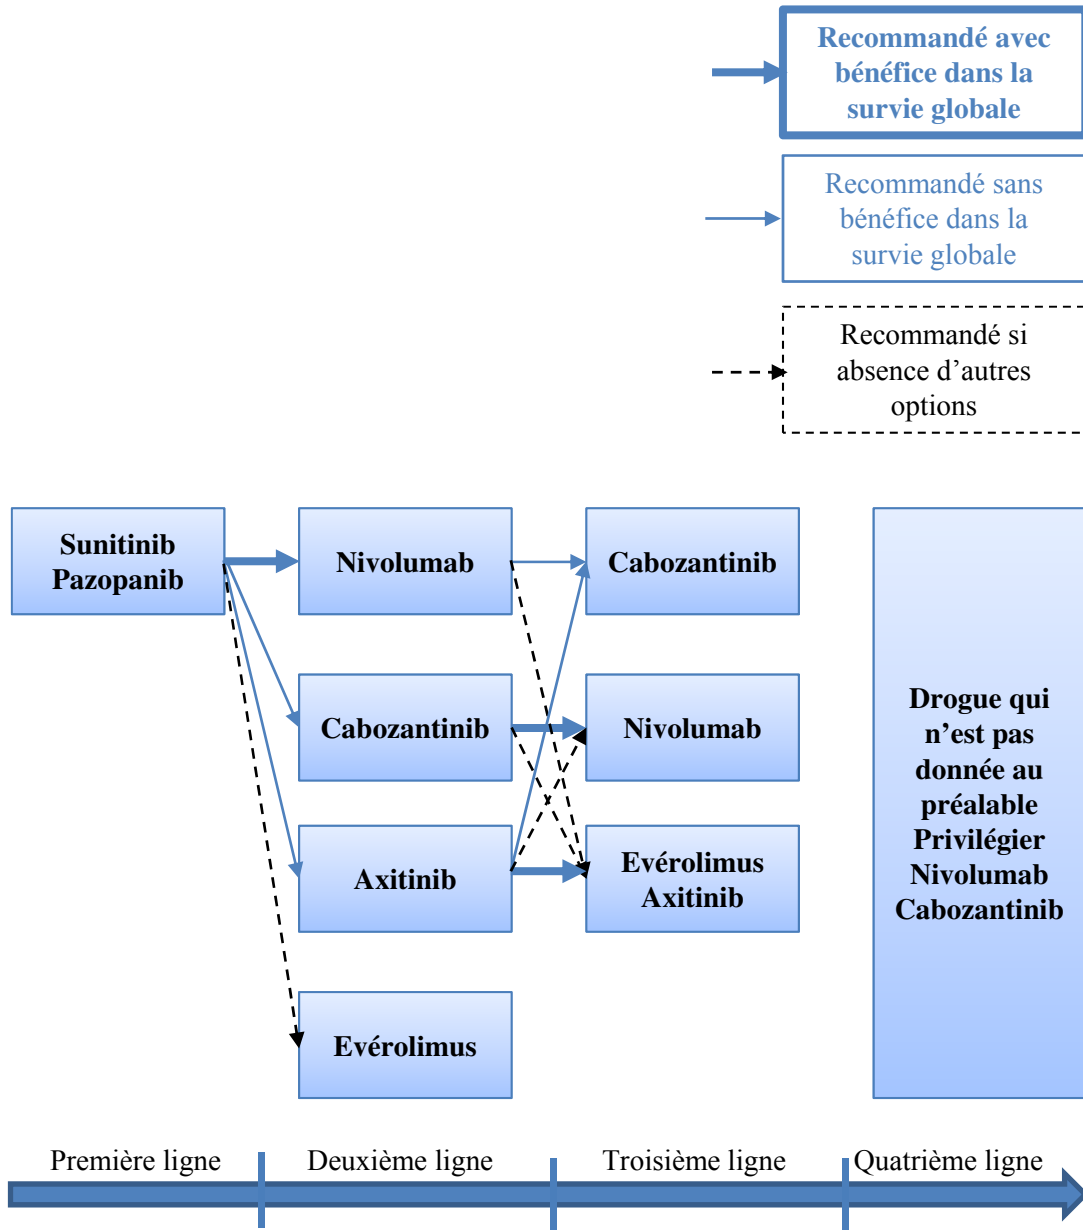 Recommandé avec
bénéfice dans la
survie globale
Recommandé sans
bénéfice dans la
survie globale
Recommandé si
absence d’autres
options
Sunitinib
Pazopanib
Nivolumab
Cabozantinib
Cabozantinib
Nivolumab
Axitinib
Evérolimus
Axitinib
Evérolimus
Drogue qui
n’est pas
donnée au
préalable
Privilégier
Nivolumab
Cabozantinib
Première ligne
Deuxième ligne
Troisième ligne
Quatrième ligne